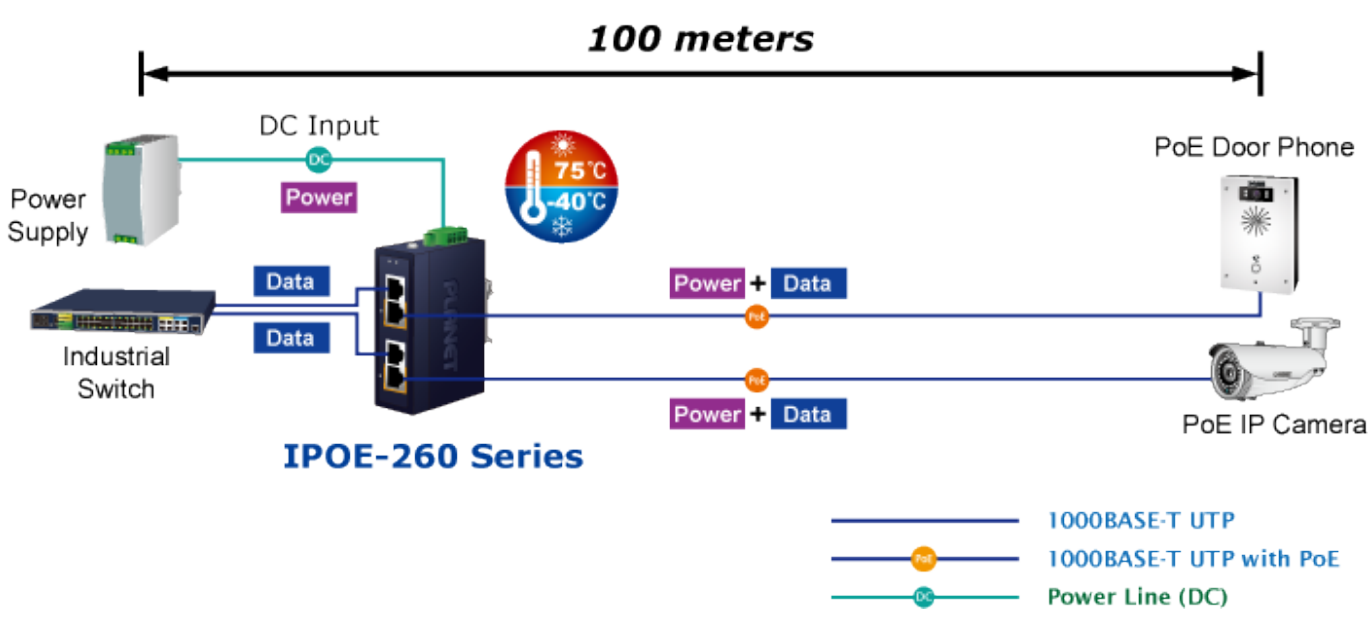 100 meters
DC Input
DC
Power
75°C
-40°C
PoE Door Phone
Power
Supply
Data
Power + Data
PoE
PLANET
Data
Industrial
Switch
PoE
Power + Data
PoE IP Camera
IPOE-260 Series
1000BASE-T UTP
PoE
1000BASE-T UTP with PoE
DC
Power Line (DC)